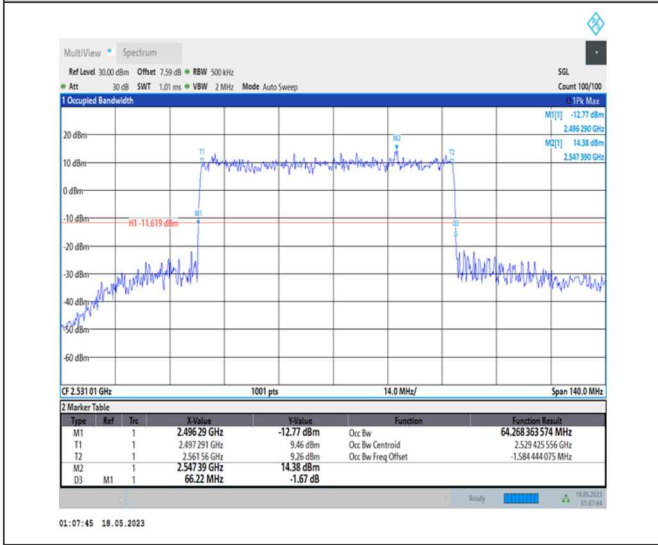 MultiView Spectrum
Ref Level 30.00 dBm Offset 7.59 dB RBW 500 kHz SGL
Att 30 dB SWT 1.01 ms VBW 2 MHz Mode Auto Sweep Count 100/100
1 Occupied Bandwidth 1Pk Max
M1[1] -12.77 dBm
2.496 290 GHz
M2[1] 14.38 dBm
2.547 390 GHz
20 dBm
M2
T1
T2
10 dBm
0 dBm
-10 dBm
M1
H1 -11.619 dBm
D3
-20 dBm
-30 dBm
-40 dBm
-50 dBm
-60 dBm
CF 2.531 01 GHz 1001 pts 14.0 MHz/ Span 140.0 MHz
2 Marker Table
Type Ref Trc X-Value Y-Value Function Function Result
M1 1 2.496 29 GHz -12.77 dBm Occ Bw 64.268 363 574 MHz
T1 1 2.497 291 GHz 9.46 dBm Occ Bw Centroid 2.529 425 556 GHz
T2 1 2.561 56 GHz 9.26 dBm Occ Bw Freq Offset -1.584 444 075 MHz
M2 1 2.547 39 GHz 14.38 dBm
D3 M1 1 66.22 MHz -1.67 dB
Ready 18.05.2023
01:07:44
01:07:45 18.05.2023